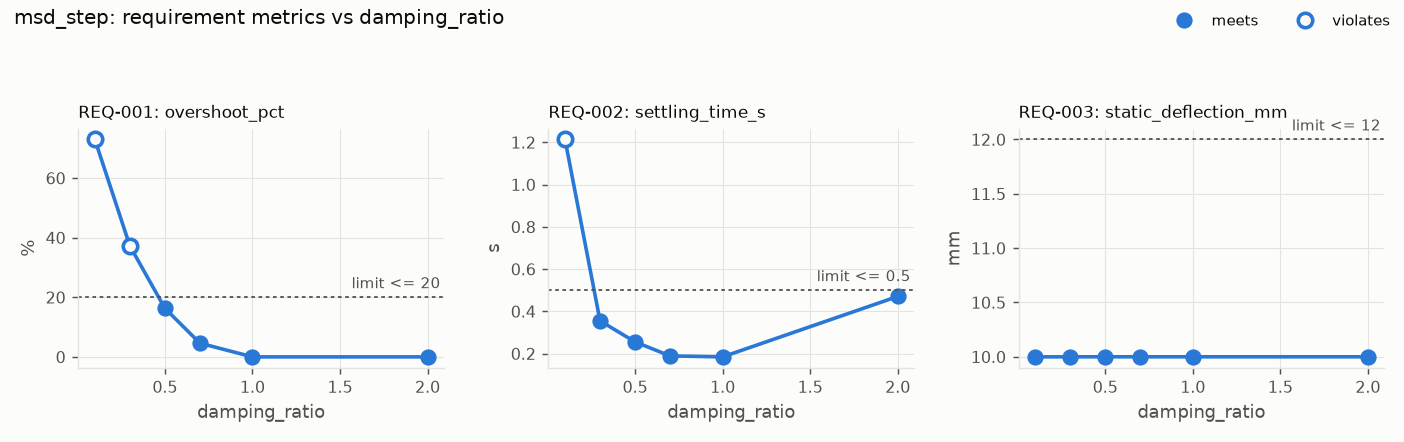 msd_step: requirement metrics vs damping_ratio
meets
violates
REQ-001: overshoot_pct
%
60
40
20
0
limit <= 20
0.5
1.0
1.5
2.0
damping_ratio
REQ-002: settling_time_s
s
1.2
1.0
0.8
0.6
0.4
0.2
limit <= 0.5
0.5
1.0
1.5
2.0
damping_ratio
REQ-003: static_deflection_mm
limit <= 12
mm
12.0
11.5
11.0
10.5
10.0
0.5
1.0
1.5
2.0
damping_ratio